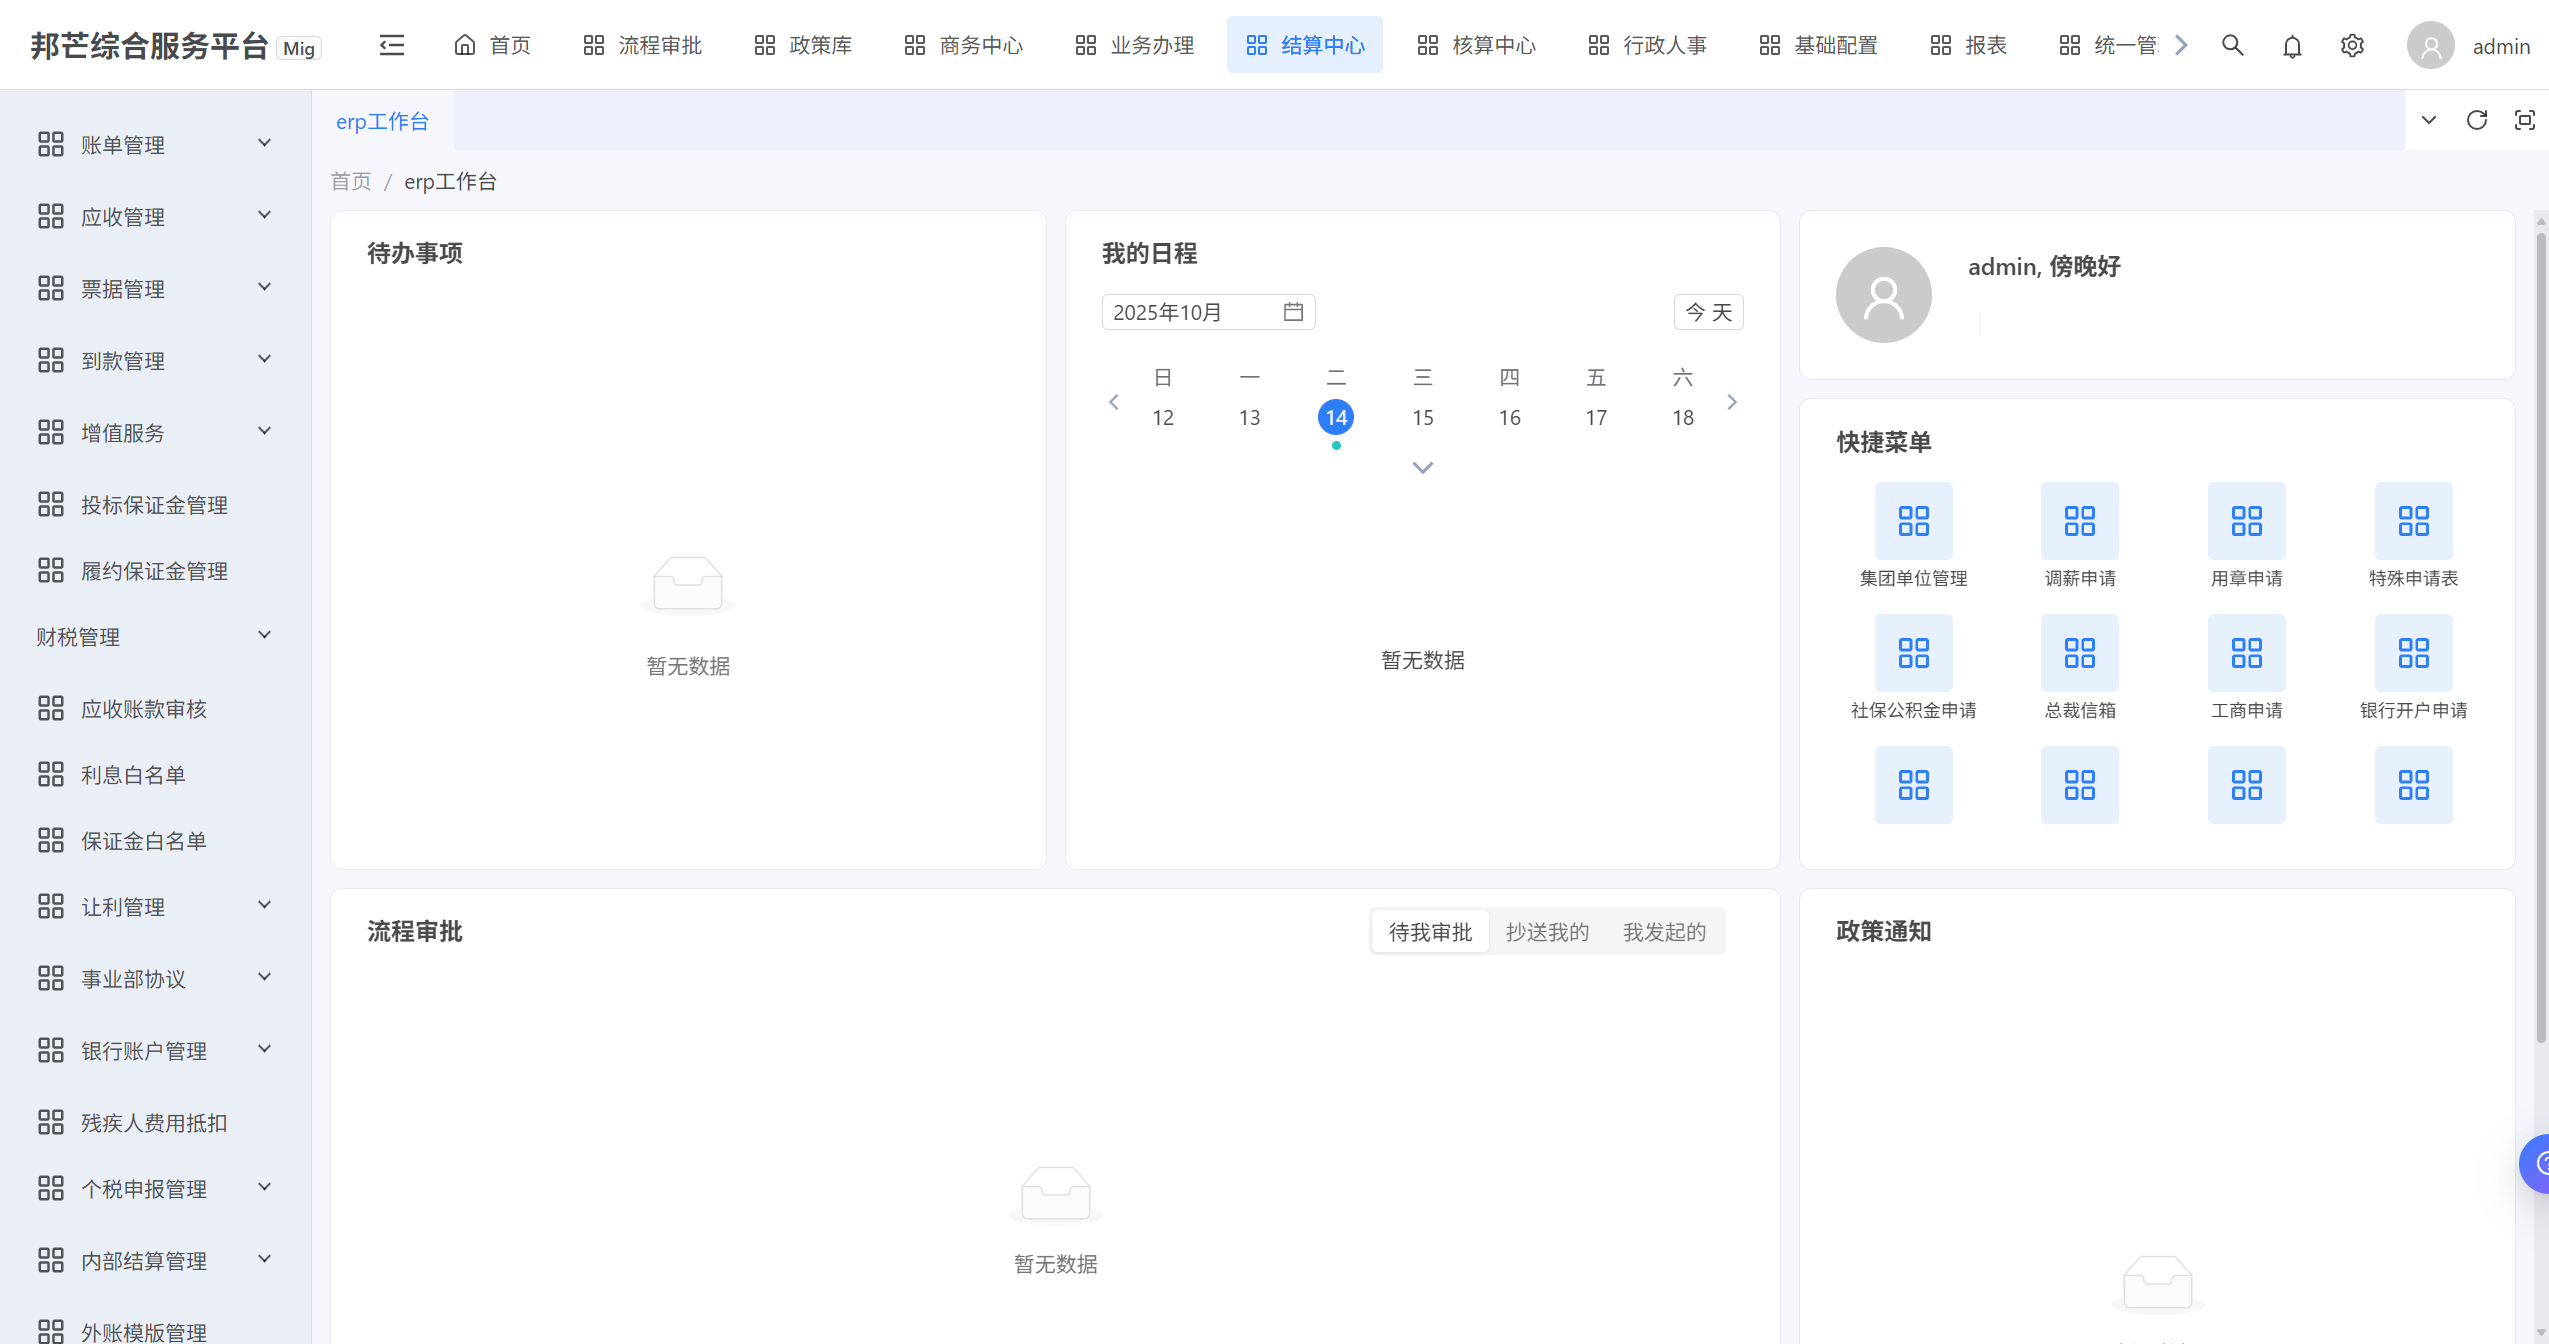 邦芒综合服务平台 Mig
首页
流程审批
政策库
商务中心
业务办理
结算中心
核算中心
行政人事
基础配置
报表
统一管
admin
账单管理
应收管理
票据管理
到款管理
增值服务
投标保证金管理
履约保证金管理
财税管理
应收账款审核
利息白名单
保证金白名单
让利管理
事业部协议
银行账户管理
残疾人费用抵扣
个税申报管理
内部结算管理
外账模版管理
erp工作台
首页 / erp工作台
待办事项
暂无数据
我的日程
2025年10月
今 天
日 一 二 三 四 五 六
12 13 14 15 16 17 18
暂无数据
admin, 傍晚好
快捷菜单
集团单位管理 调薪申请 用章申请 特殊申请表
社保公积金申请 总裁信箱 工商申请 银行开户申请
流程审批
待我审批 抄送我的 我发起的
暂无数据
政策通知